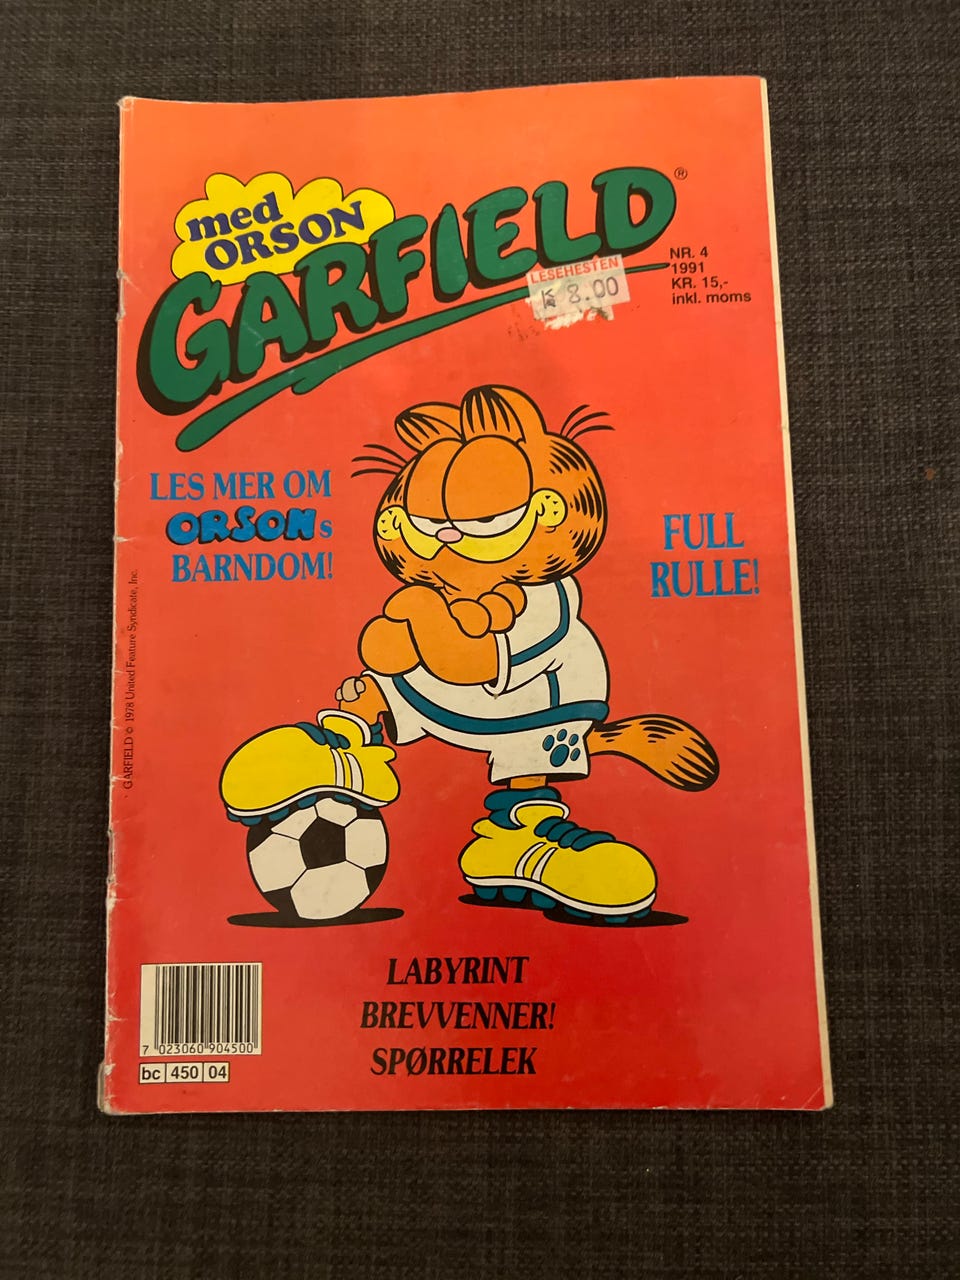 med
ORSON
GARFIELD®
NR. 4
1991
KR. 15,-
inkl. moms
LESEHESTEN
Kr 8.00
LES MER OM
ORSONs
BARNDOM!
FULL
RULLE!
GARFIELD © 1978 United Feature Syndicate, Inc.
LABYRINT
BREVVENNER!
SPØRRELEK
7 023060 904500
bc 450 04